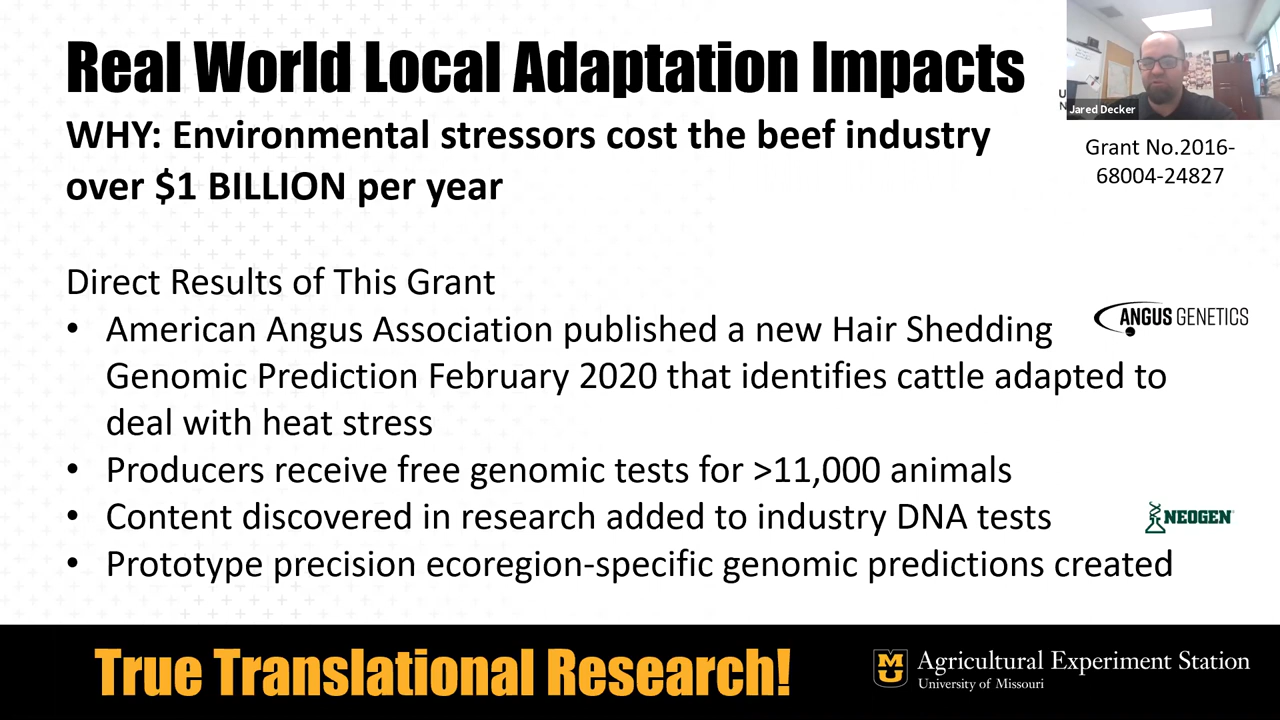 Real World Local Adaptation Impacts
WHY: Environmental stressors cost the beef industry
over $1 BILLION per year
Jared Decker
Grant No.2016-
68004-24827
Direct Results of This Grant
• American Angus Association published a new Hair Shedding
Genomic Prediction February 2020 that identifies cattle adapted to
deal with heat stress
ANGUS GENETICS
• Producers receive free genomic tests for >11,000 animals
• Content discovered in research added to industry DNA tests
NEOGEN®
• Prototype precision ecoregion-specific genomic predictions created
True Translational Research!
MU
Agricultural Experiment Station
University of Missouri